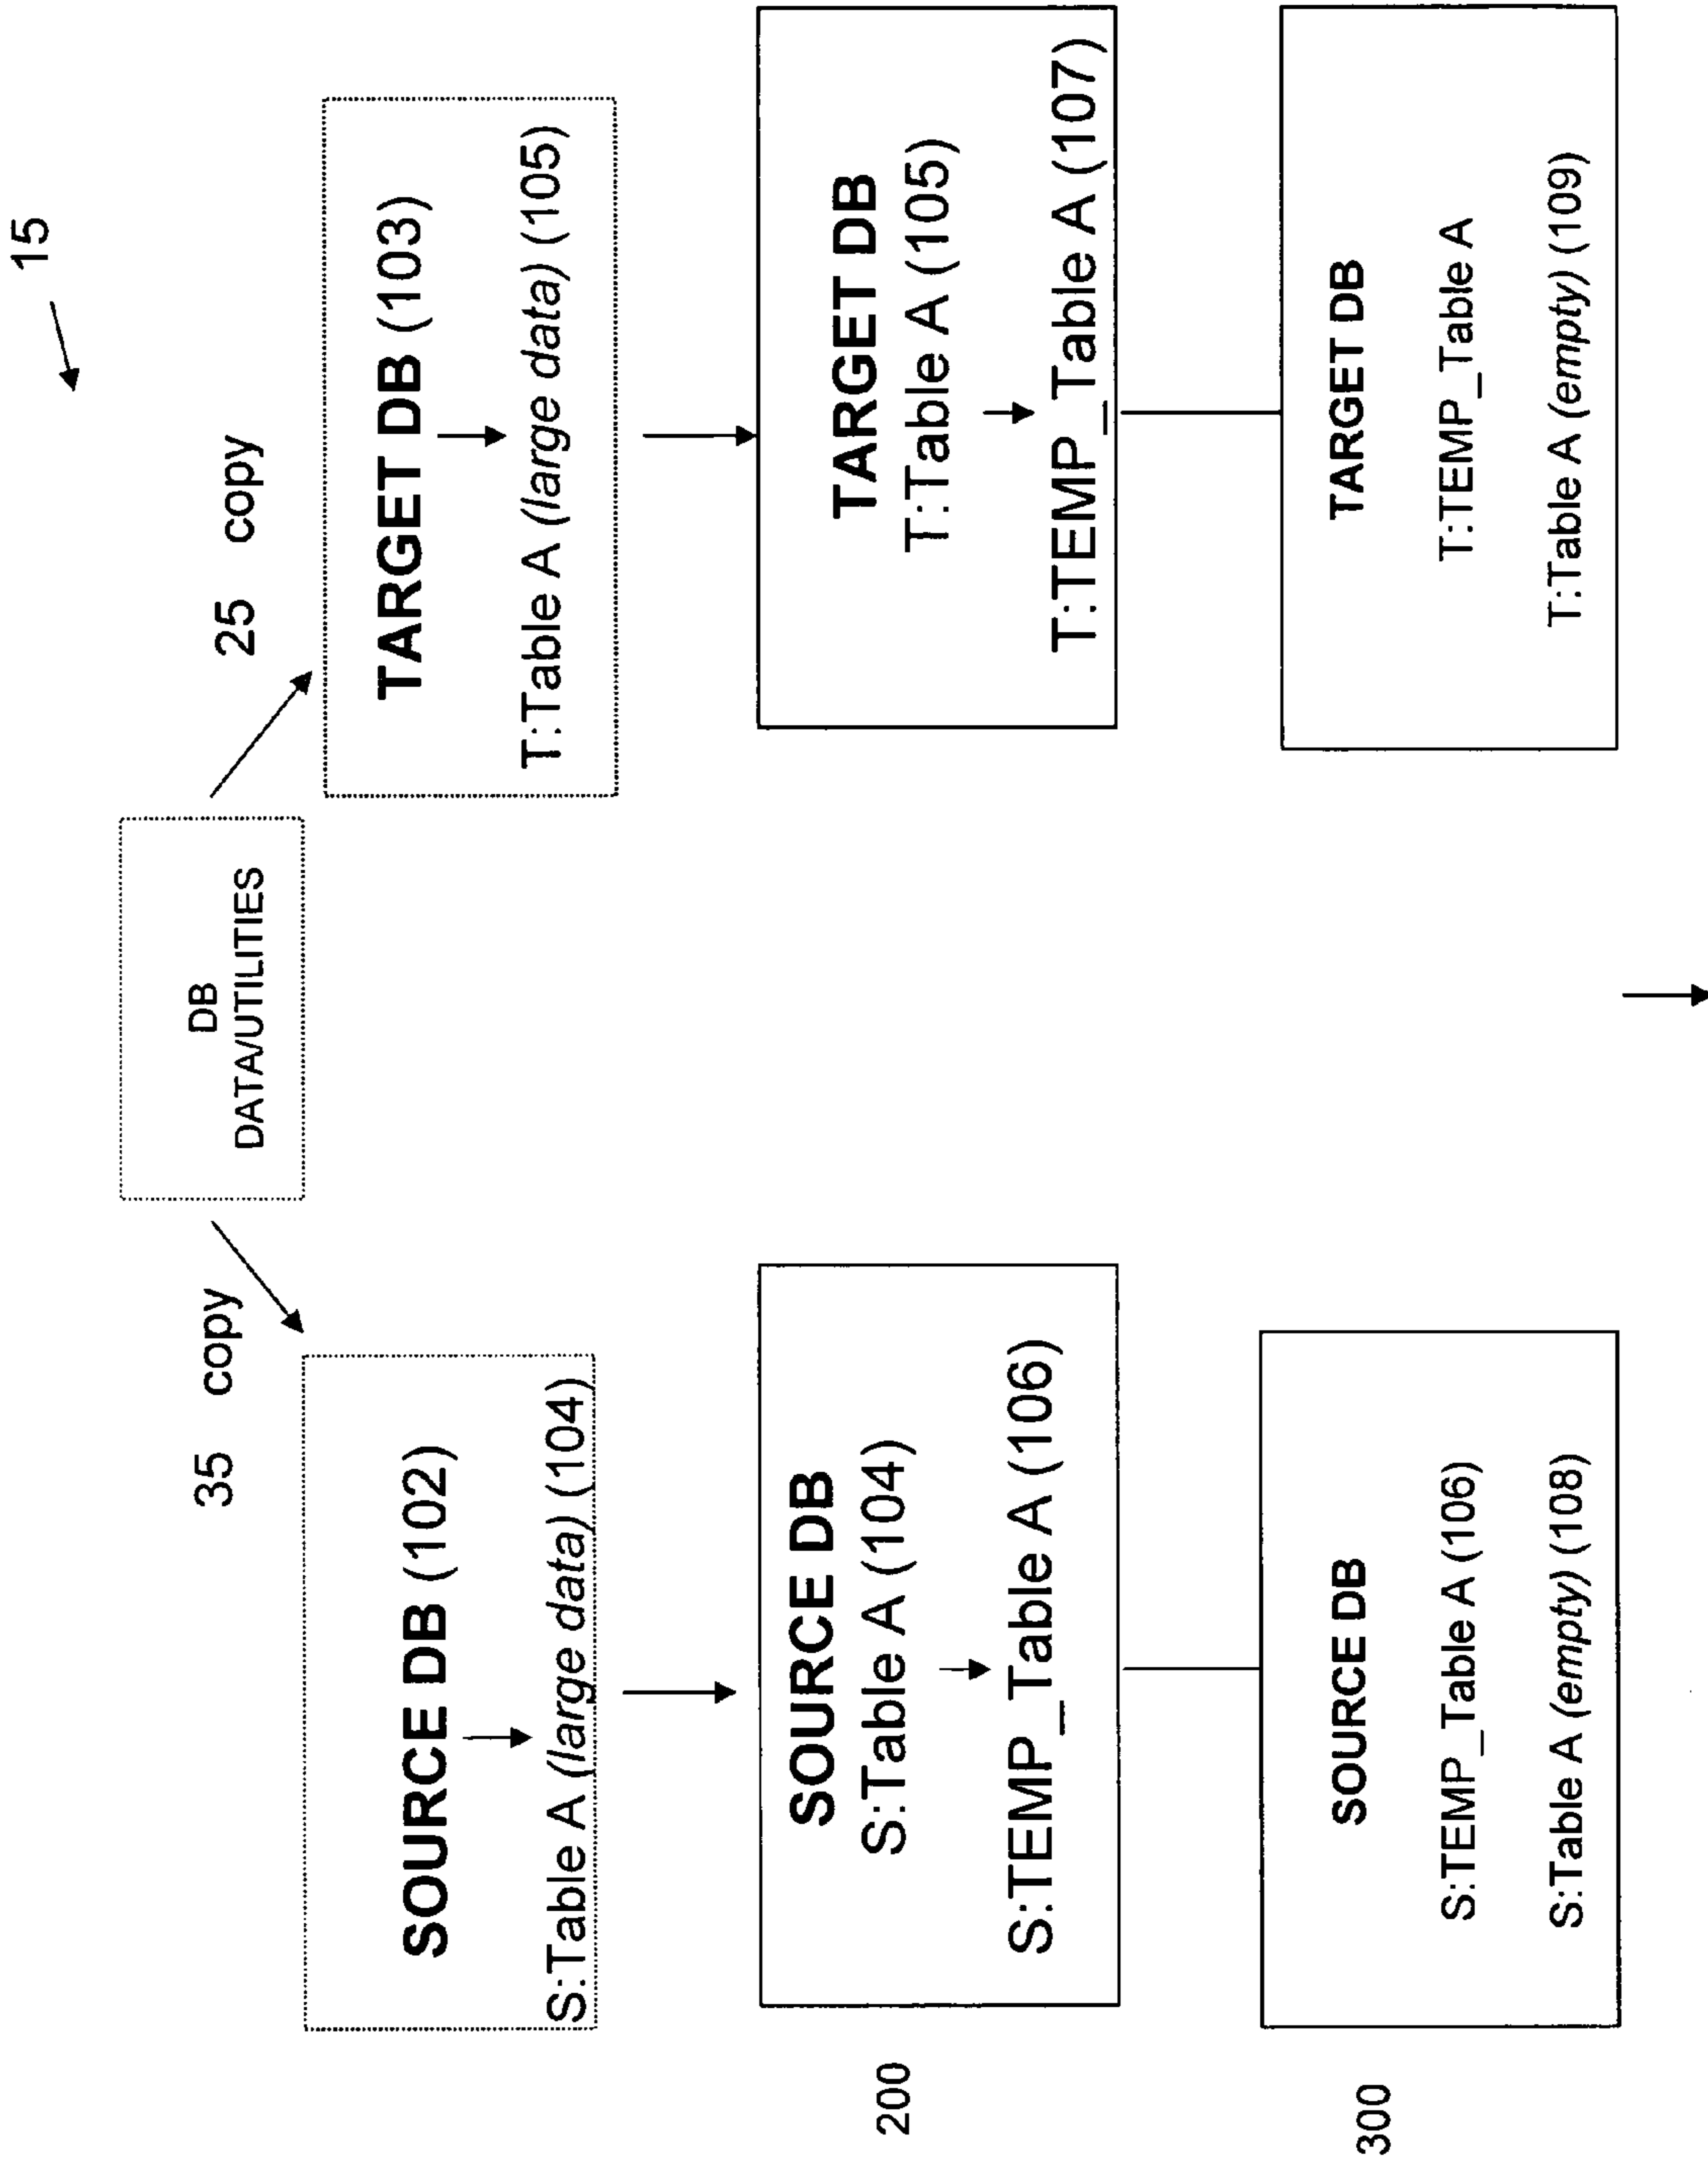 15
DB
DATA/UTILITIES
35 copy
25 copy
SOURCE DB (102)
S:Table A (large data) (104)
TARGET DB (103)
T:Table A (large data) (105)
200
SOURCE DB
S:Table A (104)
S:TEMP_Table A (106)
TARGET DB
T:Table A (105)
T:TEMP_Table A (107)
300
SOURCE DB
S:TEMP_Table A (106)
S:Table A (empty) (108)
TARGET DB
T:TEMP_Table A
T:Table A (empty) (109)